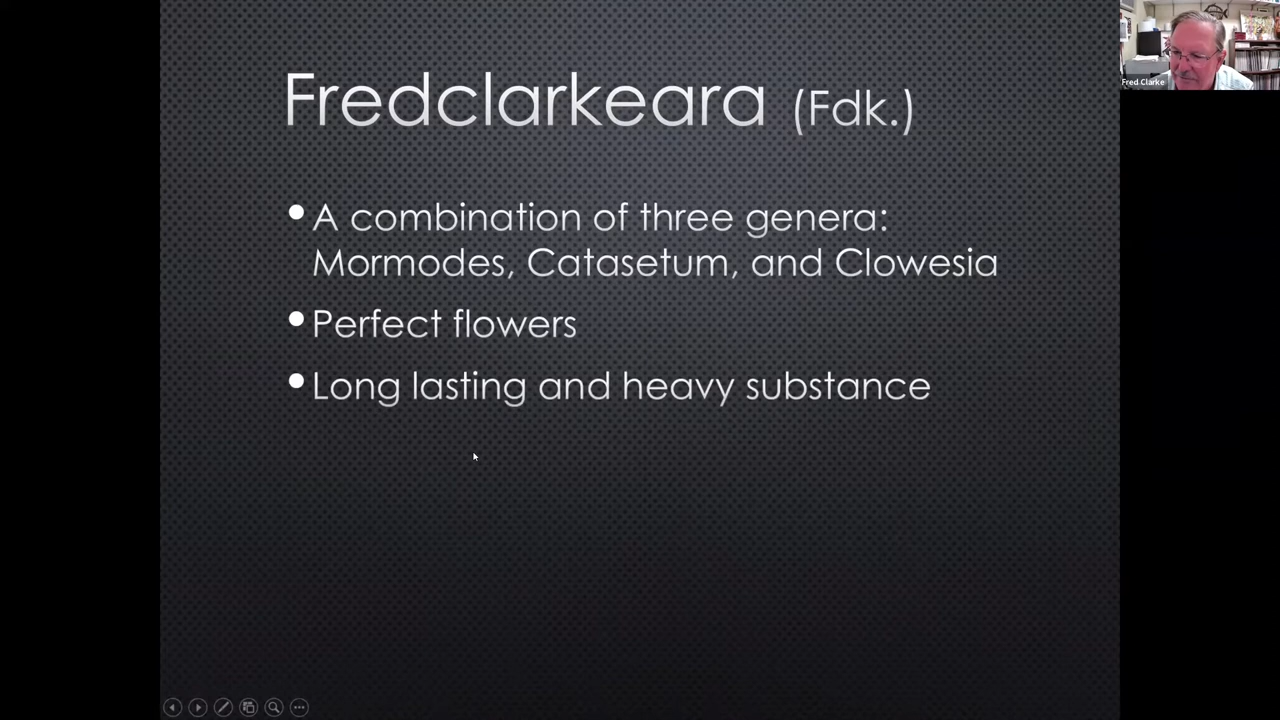 Fredclarkeara (Fdk.)
Fred Clarke
• A combination of three genera:
Mormodes, Catasetum, and Clowesia
• Perfect flowers
• Long lasting and heavy substance